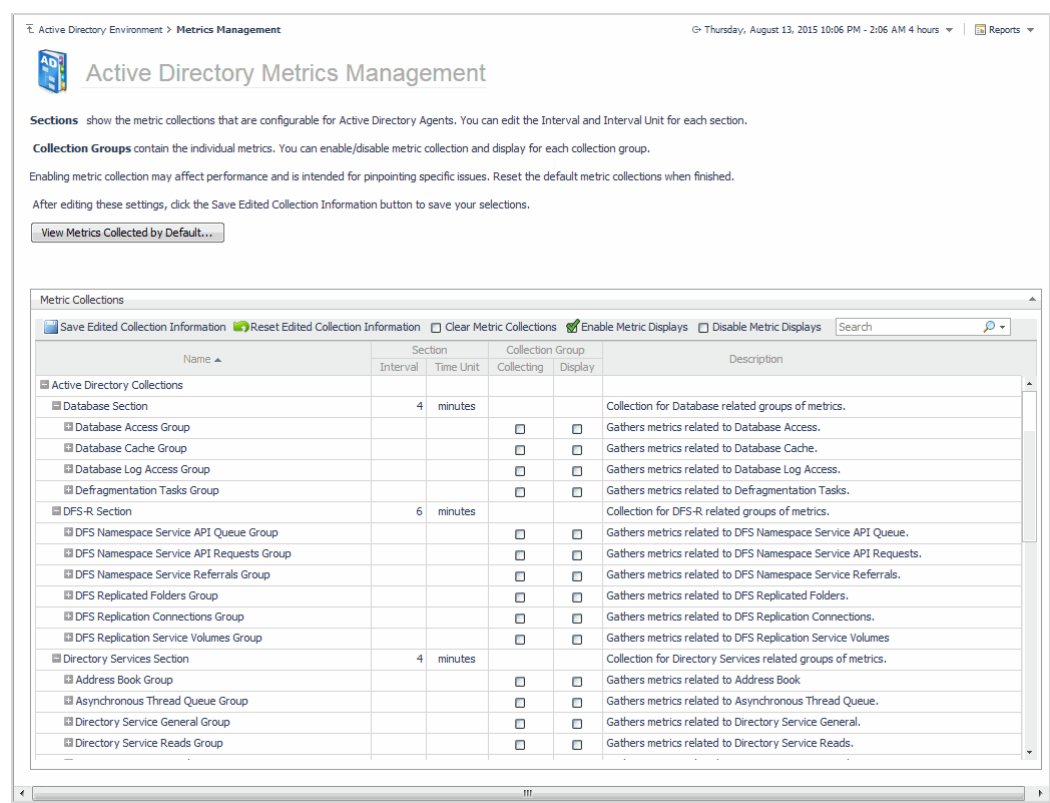 Active Directory Environment > Metrics Management
Thursday, August 13, 2015 10:06 PM - 2:06 AM 4 hours
Reports
AD
Active Directory Metrics Management
Sections show the metric collections that are configurable for Active Directory Agents. You can edit the Interval and Interval Unit for each section.
Collection Groups contain the individual metrics. You can enable/disable metric collection and display for each collection group.
Enabling metric collection may affect performance and is intended for pinpointing specific issues. Reset the default metric collections when finished.
After editing these settings, click the Save Edited Collection Information button to save your selections.
View Metrics Collected by Default...
Metric Collections
Save Edited Collection Information Reset Edited Collection Information Clear Metric Collections Enable Metric Displays Disable Metric Displays Search
Name Section Collection Group Description
Interval Time Unit Collecting Display
Active Directory Collections
Database Section 4 minutes Collection for Database related groups of metrics.
Database Access Group Gathers metrics related to Database Access.
Database Cache Group Gathers metrics related to Database Cache.
Database Log Access Group Gathers metrics related to Database Log Access.
Defragmentation Tasks Group Gathers metrics related to Defragmentation Tasks.
DFS-R Section 6 minutes Collection for DFS-R related groups of metrics.
DFS Namespace Service API Queue Group Gathers metrics related to DFS Namespace Service API Queue.
DFS Namespace Service API Requests Group Gathers metrics related to DFS Namespace Service API Requests.
DFS Namespace Service Referrals Group Gathers metrics related to DFS Namespace Service Referrals.
DFS Replicated Folders Group Gathers metrics related to DFS Replicated Folders.
DFS Replication Connections Group Gathers metrics related to DFS Replication Connections.
DFS Replication Service Volumes Group Gathers metrics related to DFS Replication Service Volumes
Directory Services Section 4 minutes Collection for Directory Services related groups of metrics.
Address Book Group Gathers metrics related to Address Book
Asynchronous Thread Queue Group Gathers metrics related to Asynchronous Thread Queue.
Directory Service General Group Gathers metrics related to Directory Service General.
Directory Service Reads Group Gathers metrics related to Directory Service Reads.